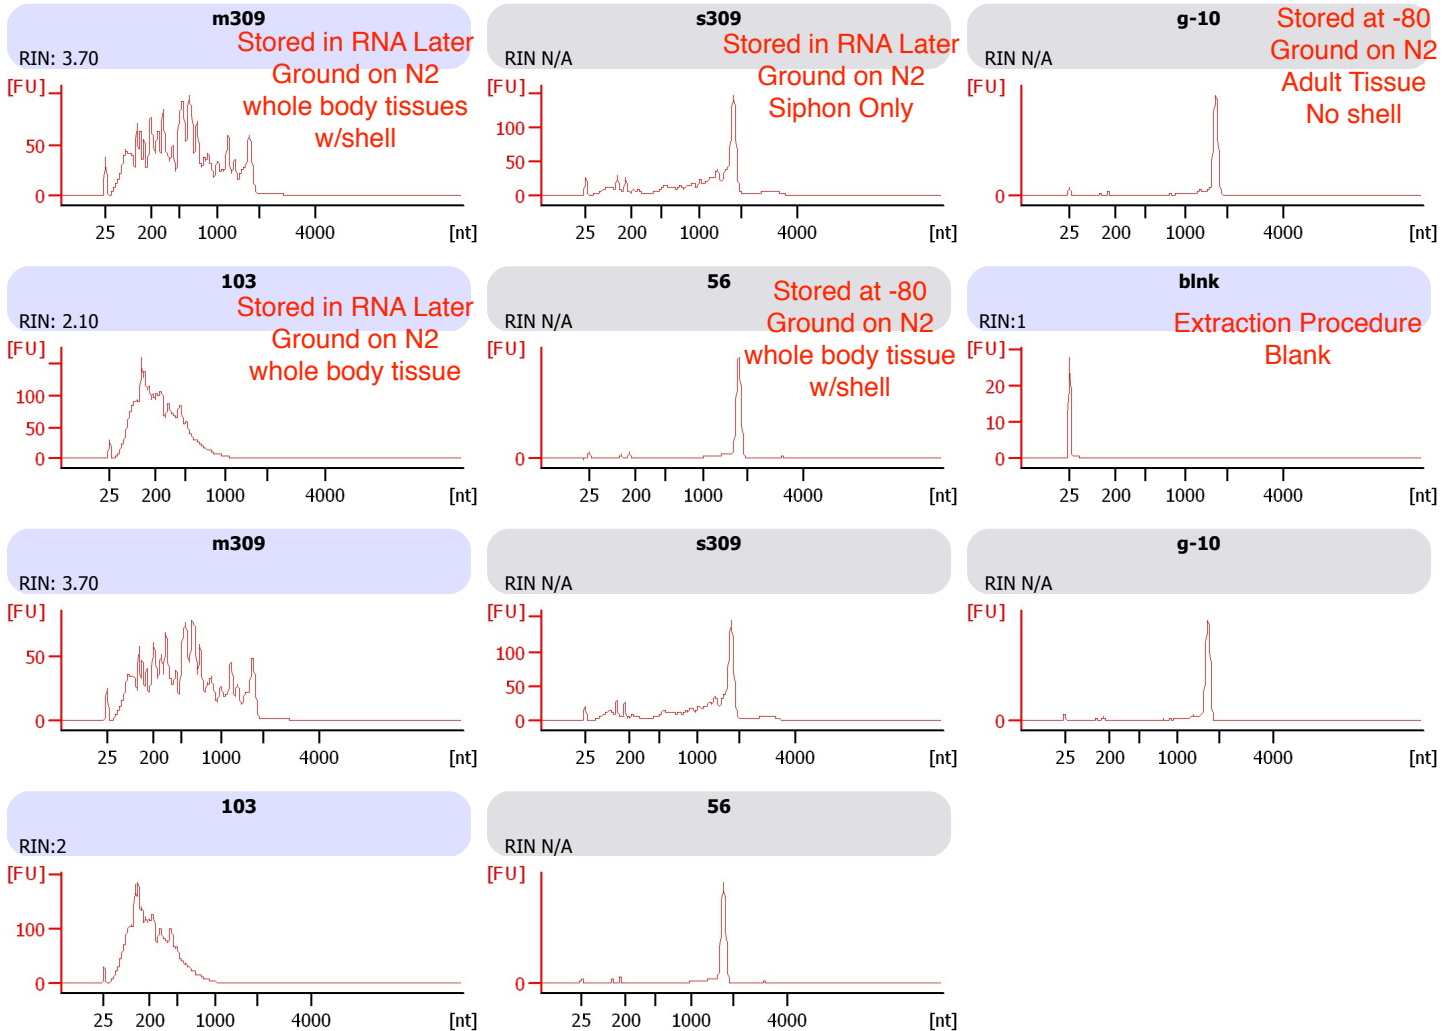 m309
Stored in RNA Later
RIN: 3.70
Ground on N2
whole body tissues
w/shell
[FU]
50
0
25 200 1000 4000 [nt]
s309
Stored in RNA Later
RIN N/A
Ground on N2
Siphon Only
[FU]
100
50
0
25 200 1000 4000 [nt]
g-10
Stored at -80
Ground on N2
RIN N/A
Adult Tissue
No shell
[FU]
0
25 200 1000 4000 [nt]
103
Stored in RNA Later
RIN: 2.10
Ground on N2
whole body tissue
[FU]
100
50
0
25 200 1000 4000 [nt]
56
Stored at -80
RIN N/A
Ground on N2
whole body tissue
w/shell
[FU]
0
25 200 1000 4000 [nt]
blnk
RIN:1
Extraction Procedure
Blank
[FU]
20
10
0
25 200 1000 4000 [nt]
m309
RIN: 3.70
[FU]
50
0
25 200 1000 4000 [nt]
s309
RIN N/A
[FU]
100
50
0
25 200 1000 4000 [nt]
g-10
RIN N/A
[FU]
0
25 200 1000 4000 [nt]
103
RIN:2
[FU]
100
0
25 200 1000 4000 [nt]
56
RIN N/A
[FU]
0
25 200 1000 4000 [nt]